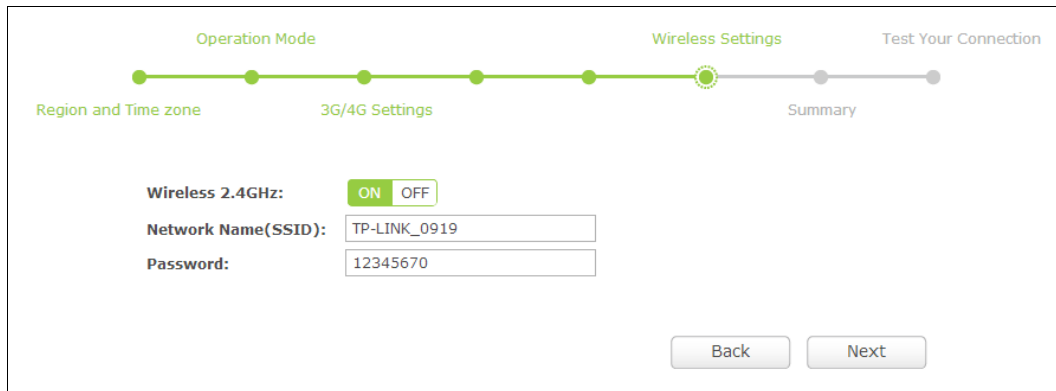 Operation Mode Wireless Settings Test Your Connection
Region and Time zone 3G/4G Settings Summary
Wireless 2.4GHz: ON OFF
Network Name(SSID): TP-LINK_0919
Password: 12345670
Back Next